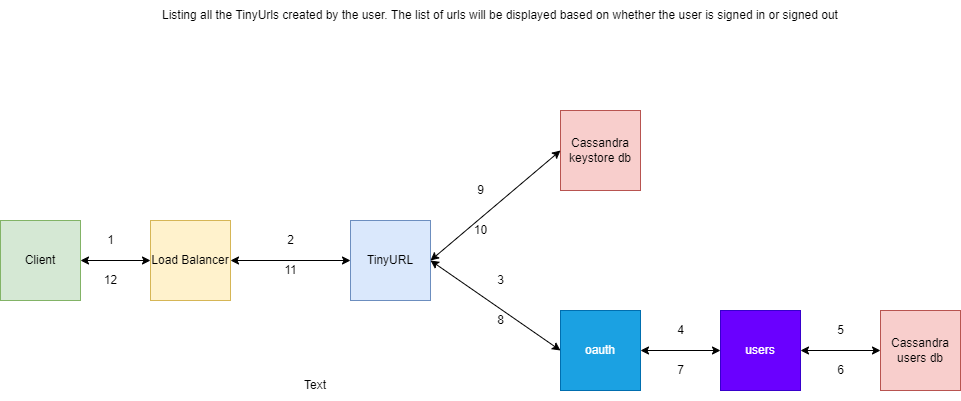 Listing all the TinyUrls created by the user. The list of urls will be displayed based on whether the user is signed in or signed out
Cassandra
keystore db
9
10
1
2
Client
Load Balancer
TinyURL
12
11
3
8
4
5
oauth
users
Cassandra
users db
7
6
Text